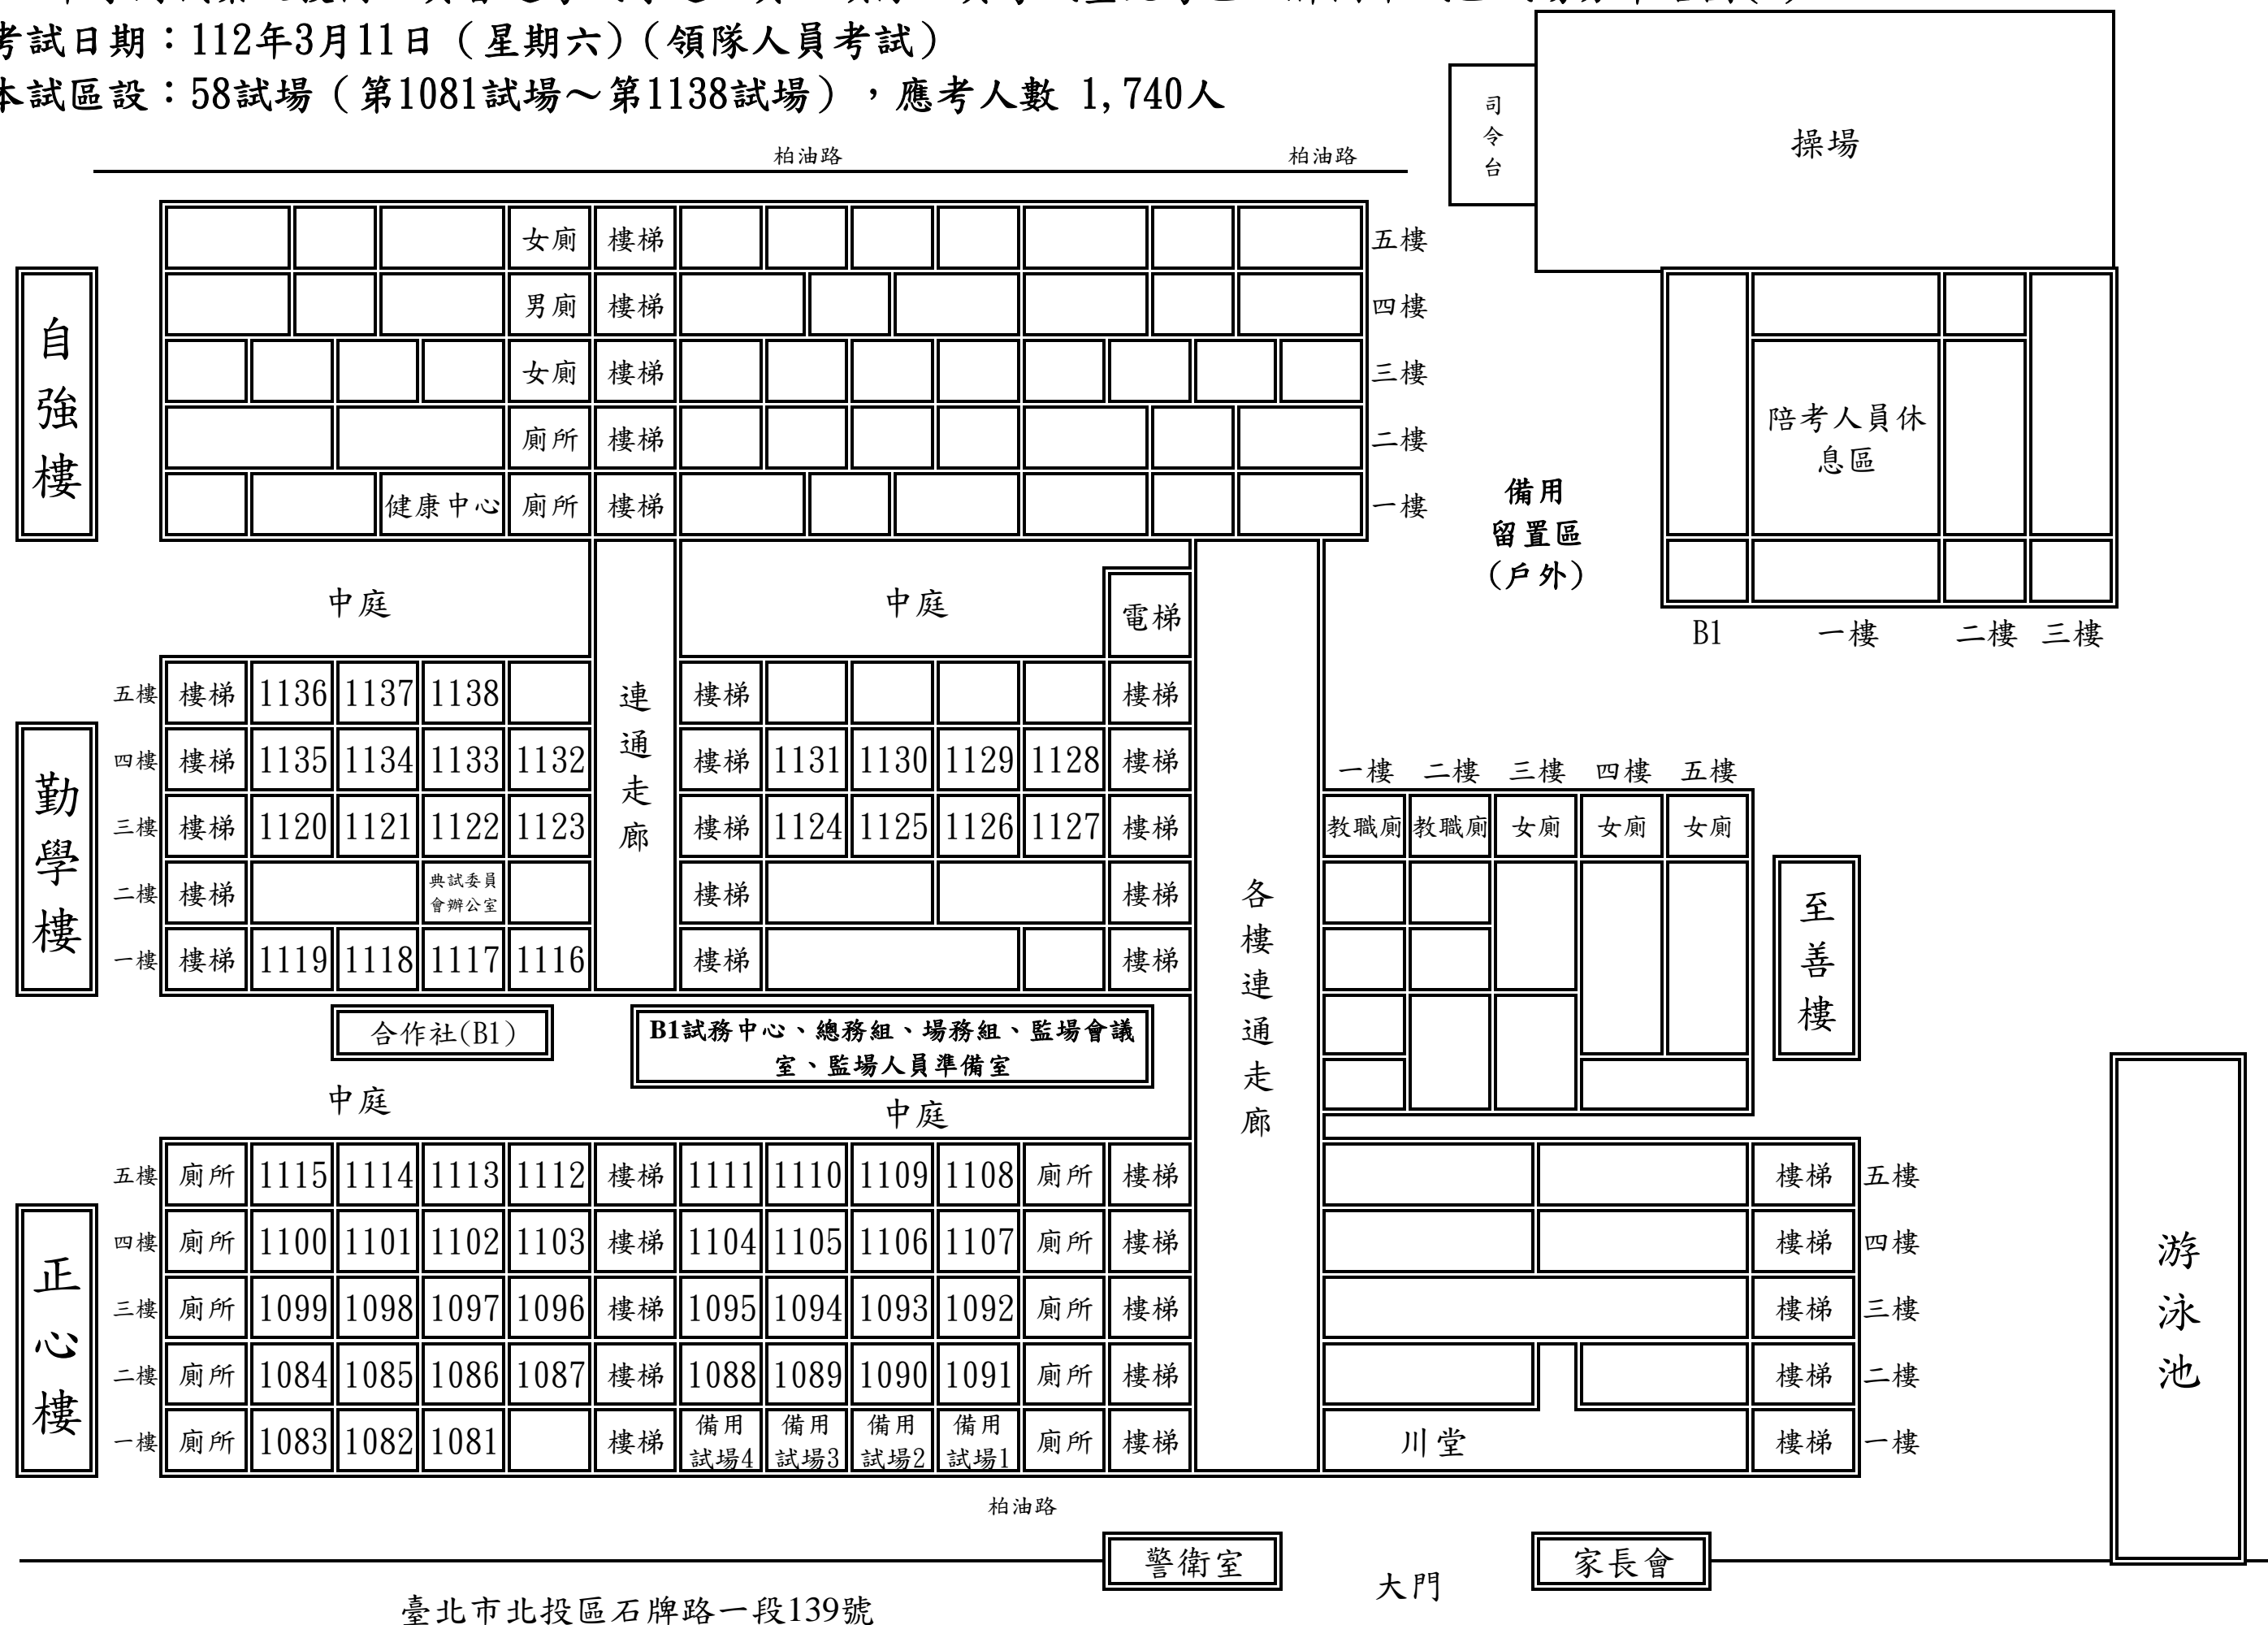 考試日期：112年3月11日（星期六）(領隊人員考試）
本試區設：58試場（第1081試場～第1138試場），應考人數 1,740人
司令台
操場
柏油路 柏油路
自強樓
女廁 樓梯 五樓
男廁 樓梯 四樓
女廁 樓梯 三樓
廁所 樓梯 二樓
健康中心 廁所 樓梯 一樓
陪考人員休
息區
備用
留置區
(戶外)
B1 一樓 二樓 三樓
中庭 中庭 電梯
連通走廊
各樓連通走廊
勤學樓
五樓 樓梯 1136 1137 1138 樓梯 樓梯
四樓 樓梯 1135 1134 1133 1132 樓梯 1131 1130 1129 1128 樓梯
三樓 樓梯 1120 1121 1122 1123 樓梯 1124 1125 1126 1127 樓梯
二樓 樓梯 典試委員
會辦公室 樓梯 樓梯
一樓 樓梯 1119 1118 1117 1116 樓梯 樓梯
一樓 二樓 三樓 四樓 五樓
教職廁 教職廁 女廁 女廁 女廁
至善樓
合作社(B1)
B1試務中心、總務組、場務組、監場會議
室、監場人員準備室
中庭 中庭
正心樓
五樓 廁所 1115 1114 1113 1112 樓梯 1111 1110 1109 1108 廁所 樓梯 樓梯 五樓
四樓 廁所 1100 1101 1102 1103 樓梯 1104 1105 1106 1107 廁所 樓梯 樓梯 四樓
三樓 廁所 1099 1098 1097 1096 樓梯 1095 1094 1093 1092 廁所 樓梯 樓梯 三樓
二樓 廁所 1084 1085 1086 1087 樓梯 1088 1089 1090 1091 廁所 樓梯 樓梯 二樓
一樓 廁所 1083 1082 1081 樓梯 備用
試場4 備用
試場3 備用
試場2 備用
試場1 廁所 樓梯 川堂 樓梯 一樓
游泳池
柏油路
警衛室 大門 家長會
臺北市北投區石牌路一段139號